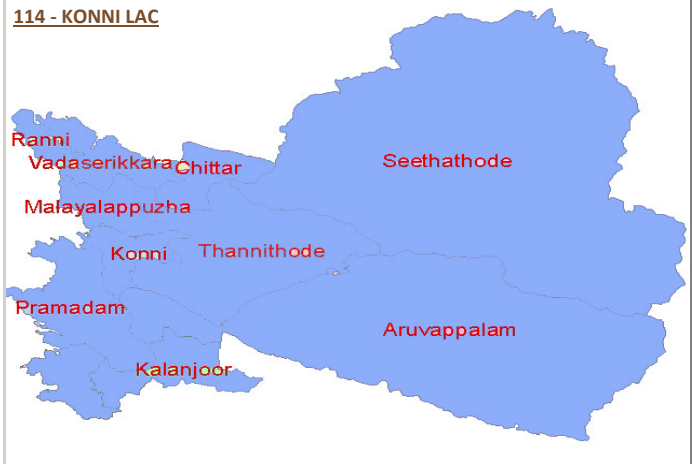 114 - KONNI LAC
Ranni
Vadaserikkara
Chittar
Seethathode
Malayalappuzha
Konni
Thannithode
Pramadam
Aruvappalam
Kalanjoor